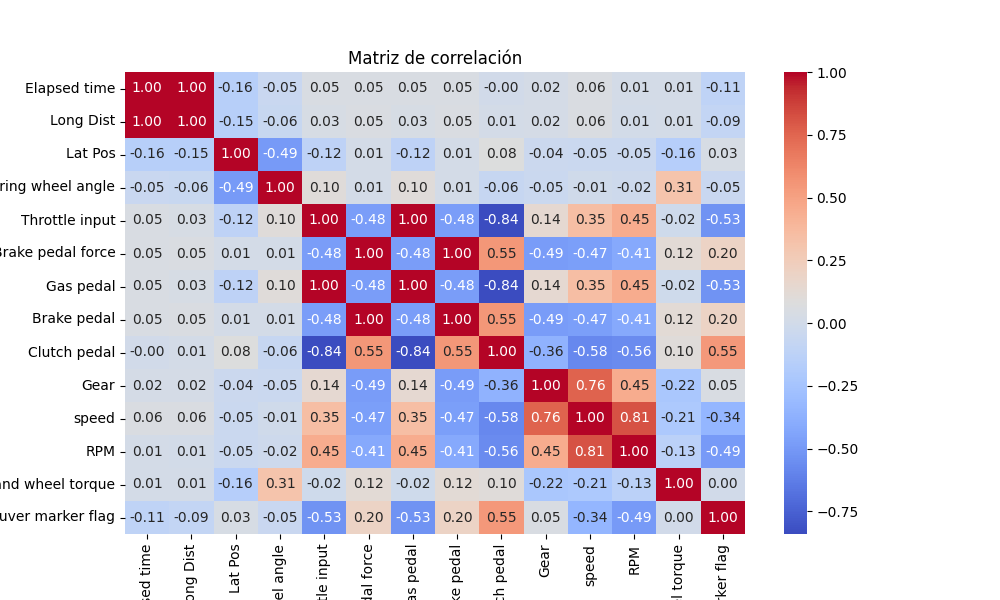 Matriz de correlación
Elapsed time 1.00 1.00 -0.16 -0.05 0.05 0.05 0.05 0.05 -0.00 0.02 0.06 0.01 0.01 -0.11
Long Dist 1.00 1.00 -0.15 -0.06 0.03 0.05 0.03 0.05 0.01 0.02 0.06 0.01 0.01 -0.09
Lat Pos -0.16 -0.15 1.00 -0.49 -0.12 0.01 -0.12 0.01 0.08 -0.04 -0.05 -0.05 -0.16 0.03
ring wheel angle -0.05 -0.06 -0.49 1.00 0.10 0.01 0.10 0.01 -0.06 -0.05 -0.01 -0.02 0.31 -0.05
Throttle input 0.05 0.03 -0.12 0.10 1.00 -0.48 1.00 -0.48 -0.84 0.14 0.35 0.45 -0.02 -0.53
Brake pedal force 0.05 0.05 0.01 0.01 -0.48 1.00 -0.48 1.00 0.55 -0.49 -0.47 -0.41 0.12 0.20
Gas pedal 0.05 0.03 -0.12 0.10 1.00 -0.48 1.00 -0.48 -0.84 0.14 0.35 0.45 -0.02 -0.53
Brake pedal 0.05 0.05 0.01 0.01 -0.48 1.00 -0.48 1.00 0.55 -0.49 -0.47 -0.41 0.12 0.20
Clutch pedal -0.00 0.01 0.08 -0.06 -0.84 0.55 -0.84 0.55 1.00 -0.36 -0.58 -0.56 0.10 0.55
Gear 0.02 0.02 -0.04 -0.05 0.14 -0.49 0.14 -0.49 -0.36 1.00 0.76 0.45 -0.22 0.05
speed 0.06 0.06 -0.05 -0.01 0.35 -0.47 0.35 -0.47 -0.58 0.76 1.00 0.81 -0.21 -0.34
RPM 0.01 0.01 -0.05 -0.02 0.45 -0.41 0.45 -0.41 -0.56 0.45 0.81 1.00 -0.13 -0.49
and wheel torque 0.01 0.01 -0.16 0.31 -0.02 0.12 -0.02 0.12 0.10 -0.22 -0.21 -0.13 1.00 0.00
uver marker flag -0.11 -0.09 0.03 -0.05 -0.53 0.20 -0.53 0.20 0.55 0.05 -0.34 -0.49 0.00 1.00
sed time
ong Dist
Lat Pos
el angle
tle input
dal force
as pedal
ke pedal
ch pedal
Gear
speed
RPM
l torque
rker flag
1.00
0.75
0.50
0.25
0.00
−0.25
−0.50
−0.75